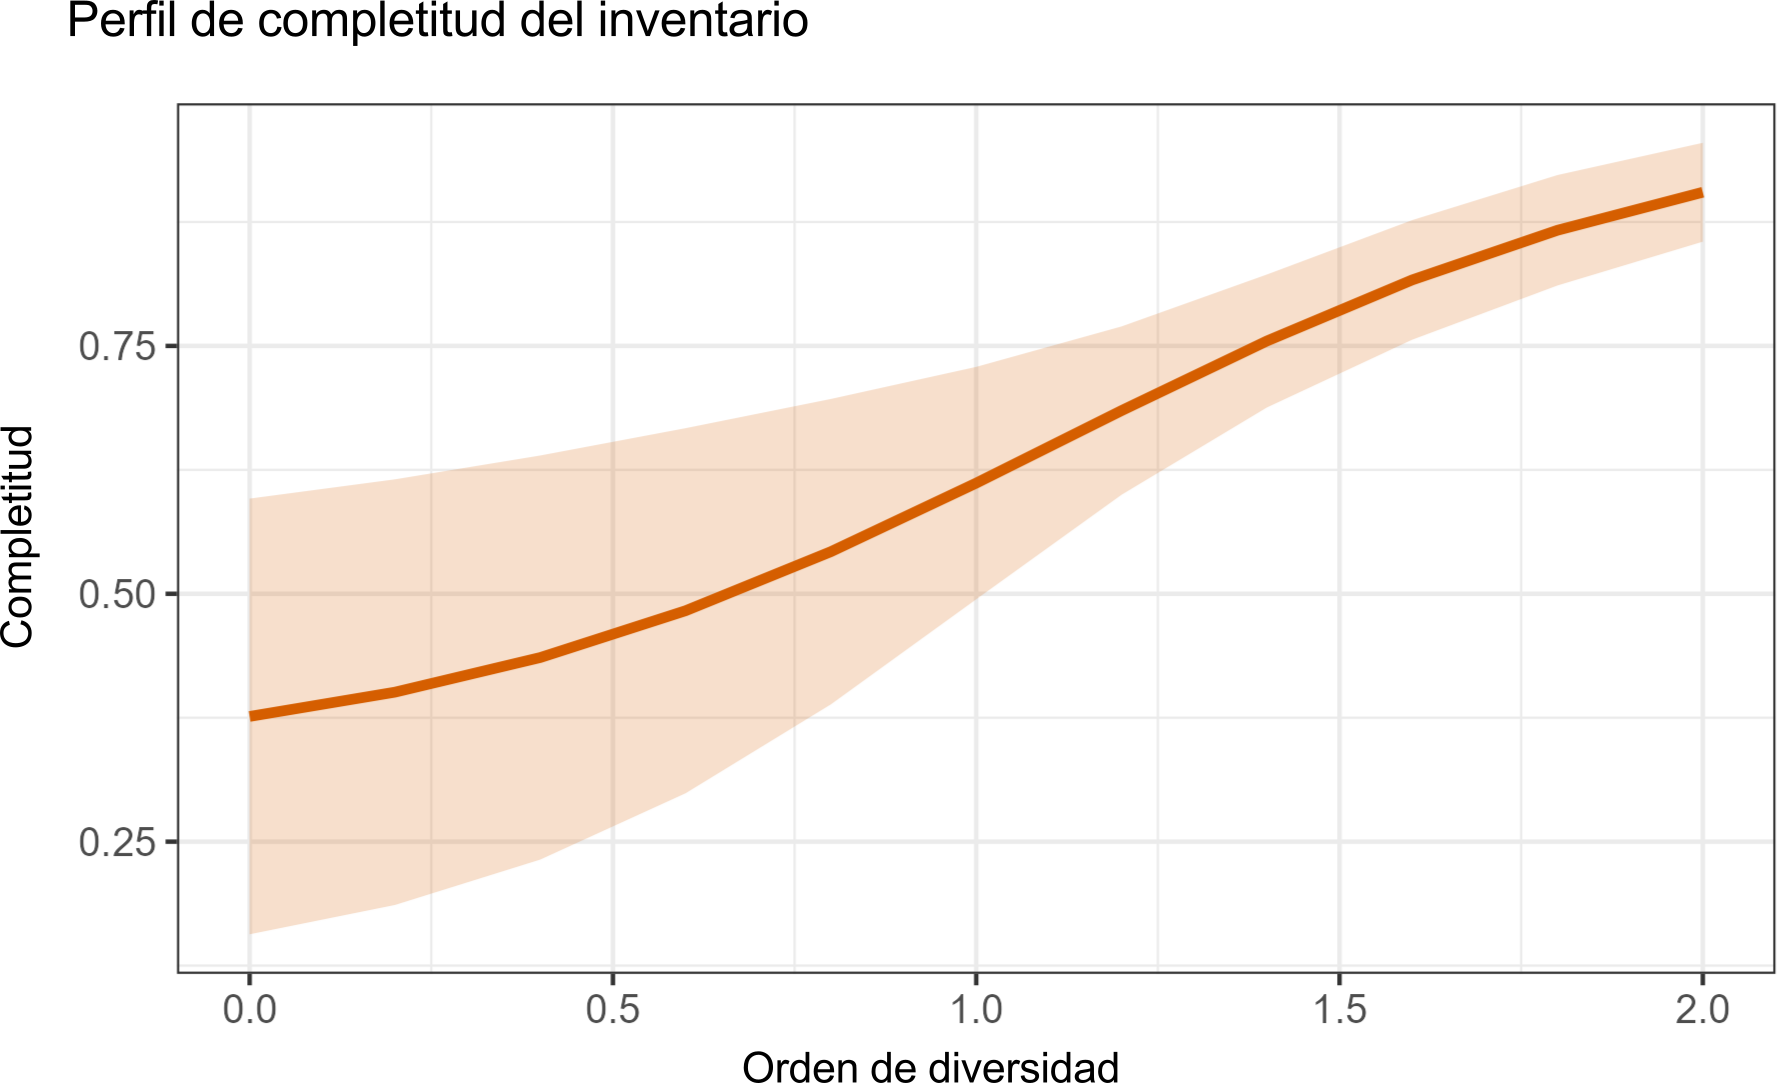 Perfil de completitud del inventario
Completitud
0.75
0.50
0.25
0.0 0.5 1.0 1.5 2.0
Orden de diversidad